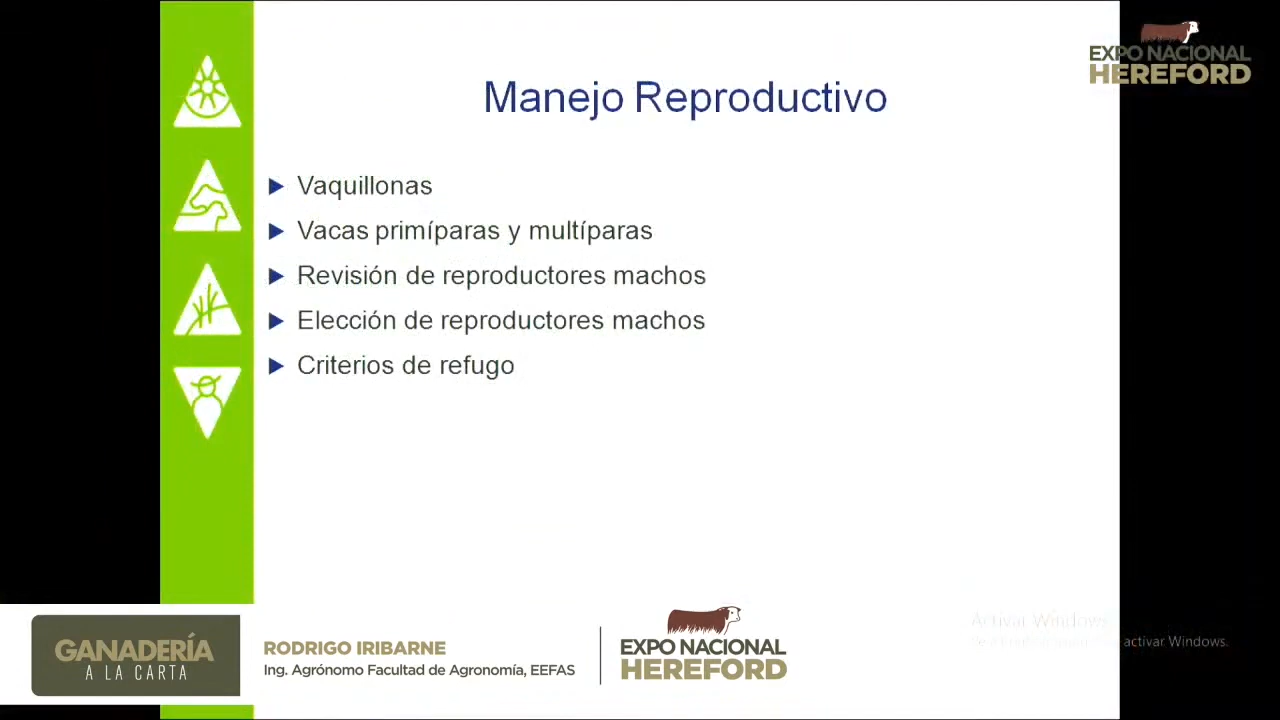 EXPO NACIONAL
HEREFORD
Manejo Reproductivo
Vaquillonas
Vacas primíparas y multíparas
Revisión de reproductores machos
Elección de reproductores machos
Criterios de refugo
GANADERÍA
A LA CARTA
RODRIGO IRIBARNE
Ing. Agrónomo Facultad de Agronomía, EEFAS
EXPO NACIONAL
HEREFORD
Activar Windows
activar Windows.